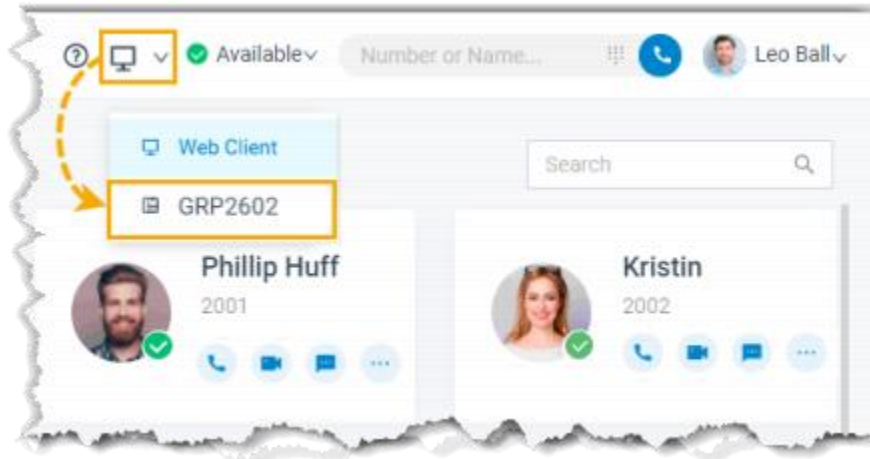 Available
Number or Name...
Leo Ball
Web Client
Search
GRP2602
Phillip Huff
2001
Kristin
2002